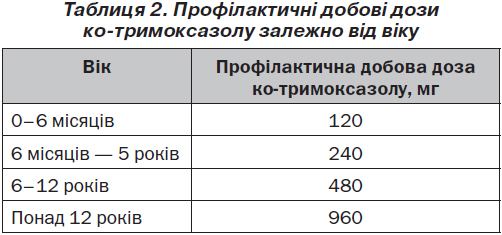 Таблиця 2. Профілактичні добові дози
ко-тримоксазолу залежно від віку
Вік
Профілактична добова доза
ко-тримоксазолу, мг
0–6 місяців 120
6 місяців — 5 років 240
6–12 років 480
Понад 12 років 960